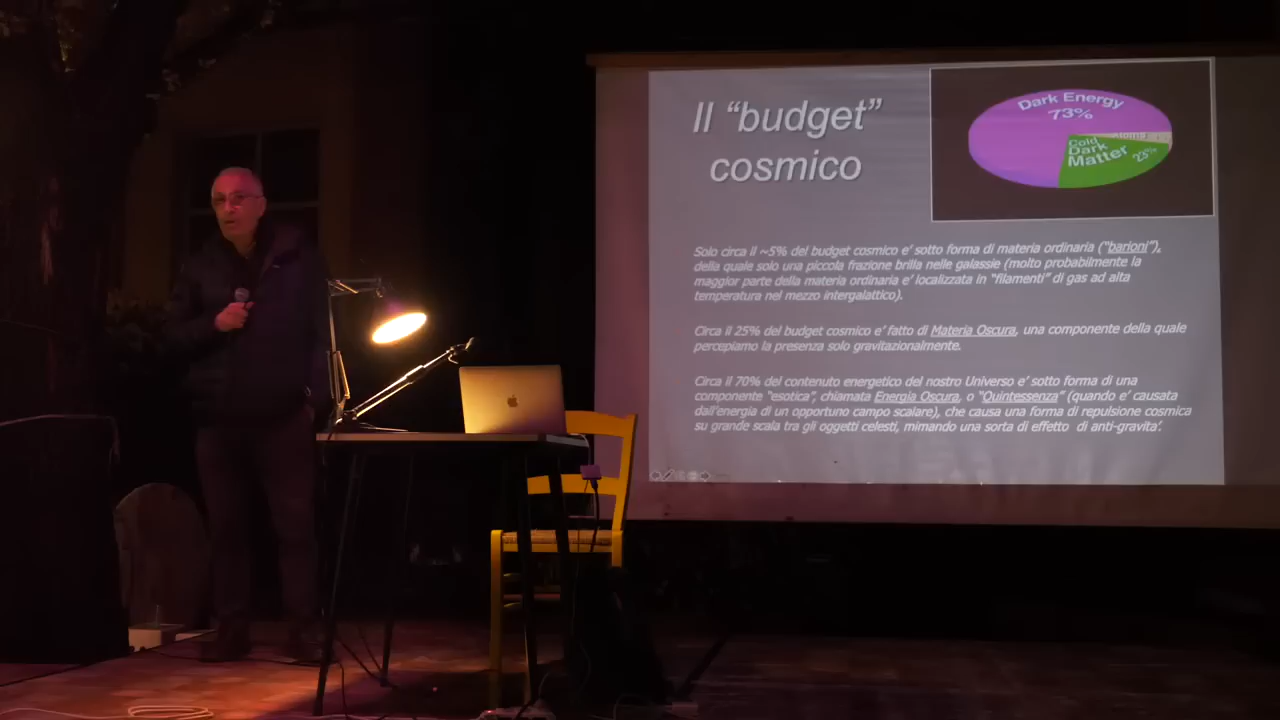 Il “budget”
cosmico
Dark Energy
73%
Atoms
Cold
Dark
Matter
23%
Solo circa il ~5% del budget cosmico e’ sotto forma di materia ordinaria (“barioni”),
della quale solo una piccola frazione brilla nelle galassie (molto probabilmente la
maggior parte della materia ordinaria e’ localizzata in “filamenti” di gas ad alta
temperatura nel mezzo intergalattico).
Circa il 25% del budget cosmico e’ fatto di Materia Oscura, una componente della quale
percepiamo la presenza solo gravitazionalmente.
Circa il 70% del contenuto energetico del nostro Universo e’ sotto forma di una
componente “esotica”, chiamata Energia Oscura, o “Quintessenza” (quando e’ causata
dall’energia di un opportuno campo scalare), che causa una forma di repulsione cosmica
su grande scala tra gli oggetti celesti, mimando una sorta di effetto di anti-gravita’.